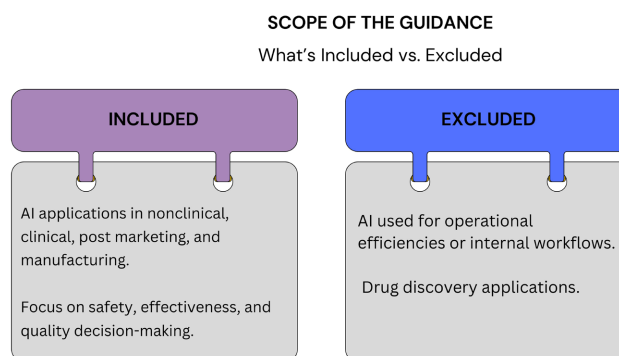 SCOPE OF THE GUIDANCE
What's Included vs. Excluded
INCLUDED
AI applications in nonclinical,
clinical, post marketing, and
manufacturing.
Focus on safety, effectiveness, and
quality decision-making.
EXCLUDED
AI used for operational
efficiencies or internal workflows.
Drug discovery applications.